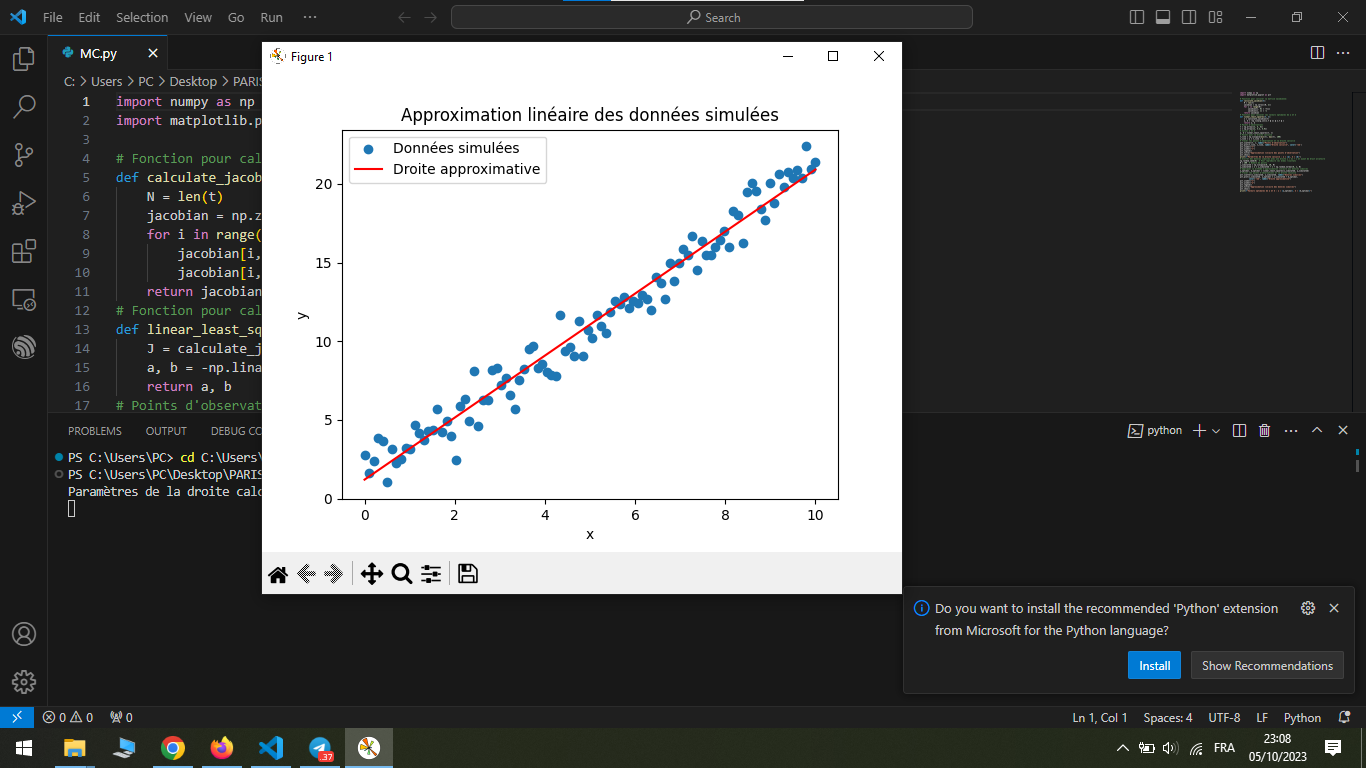 File Edit Selection View Go Run ··· Search
MC.py
C: > Users > PC > Desktop > PARIS
Figure 1
Approximation linéaire des données simulées
Données simulées
Droite approximative
y
20
15
10
5
0
0 2 4 6 8 10
x
1 import numpy as np
2 import matplotlib.p
3
4 # Fonction pour cal
5 def calculate_jacob
6 N = len(t)
7 jacobian = np.z
8 for i in range(
9 jacobian[i,
10 jacobian[i,
11 return jacobian
12 # Fonction pour cal
13 def linear_least_sq
14 J = calculate_j
15 a, b = -np.lina
16 return a, b
17 # Points d'observat
PROBLEMS OUTPUT DEBUG CO
python
PS C:\Users\PC> cd C:\Users\
PS C:\Users\PC\Desktop\PARIS
Paramètres de la droite calc
Do you want to install the recommended 'Python' extension
from Microsoft for the Python language?
Install Show Recommendations
0 0 0 Ln 1, Col 1 Spaces: 4 UTF-8 LF Python
37 FRA 23:08
05/10/2023